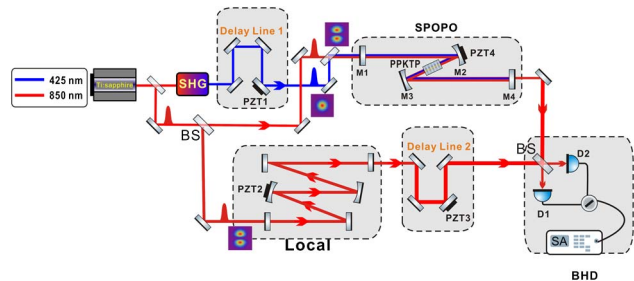 Delay Line 1
SPOPO
425 nm
850 nm
Ti:sapphire
SHG
PZT1
M1
PPKTP
PZT4
M2
M3
M4
BS
Delay Line 2
BS
D2
PZT2
PZT3
D1
Local
SA
BHD